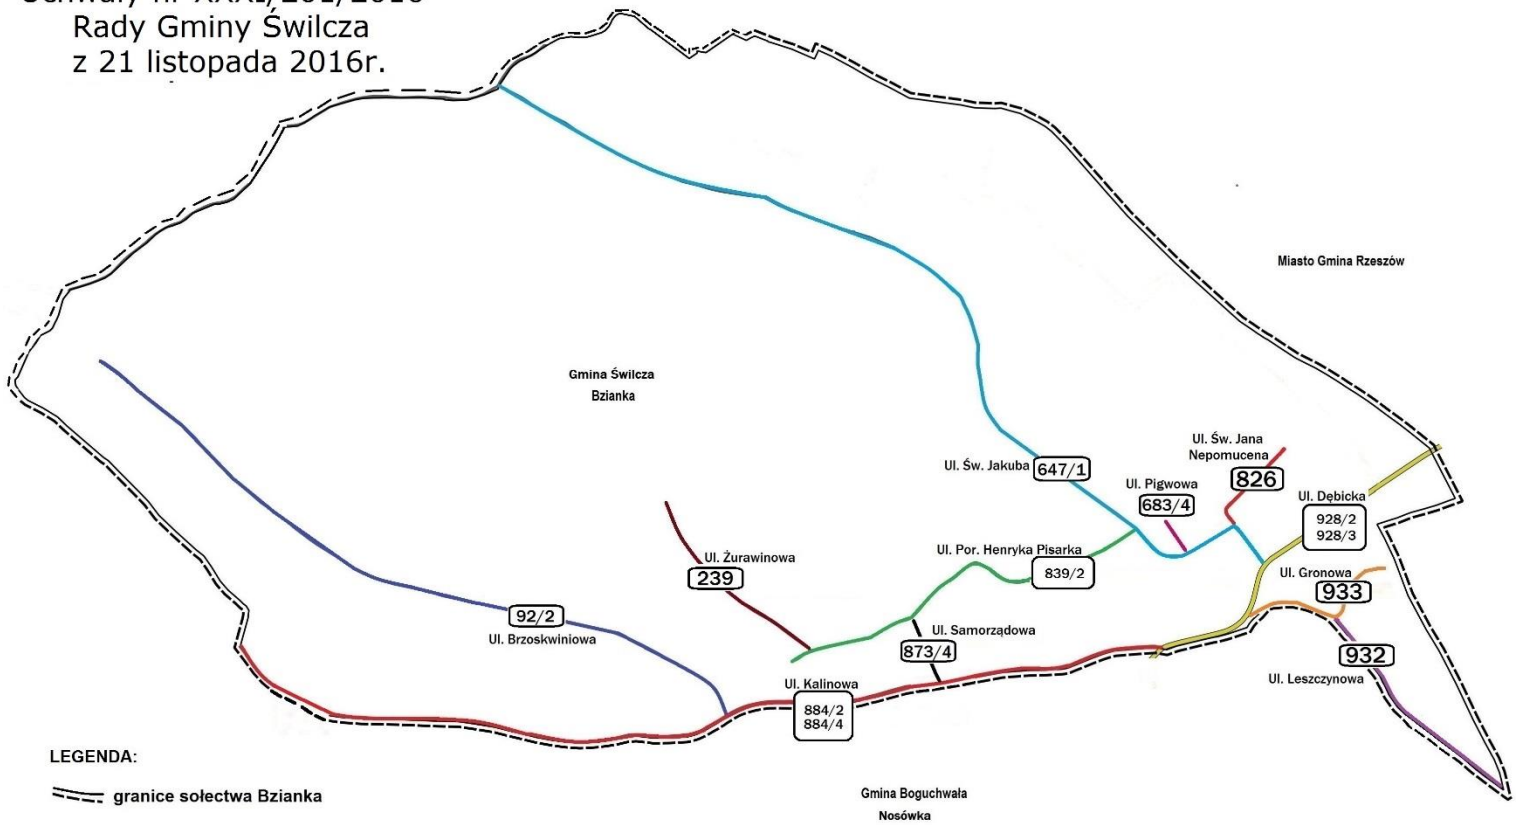 Rady Gminy Świlcza
z 21 listopada 2016r.
Miasto Gmina Rzeszów
Gmina Świlcza
Bzianka
Ul. Św. Jana
Nepomucena
826
Ul. Św. Jakuba
647/1
Ul. Pigwowa
683/4
Ul. Dębicka
928/2
928/3
Ul. Por. Henryka Pisarka
839/2
Ul. Żurawinowa
239
Ul. Gronowa
933
92/2
Ul. Brzoskwiniowa
Ul. Samorządowa
873/4
932
Ul. Leszczynowa
Ul. Kalinowa
884/2
884/4
LEGENDA:
granice sołectwa Bzianka
Gmina Boguchwała
Nosówka